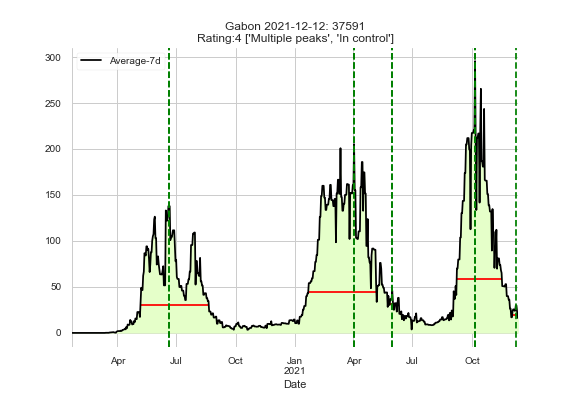 Gabon 2021-12-12: 37591
Rating:4 ['Multiple peaks', 'In control']
Average-7d
300
250
200
150
100
50
0
Apr Jul Oct Jan Apr Jul Oct
2021
Date